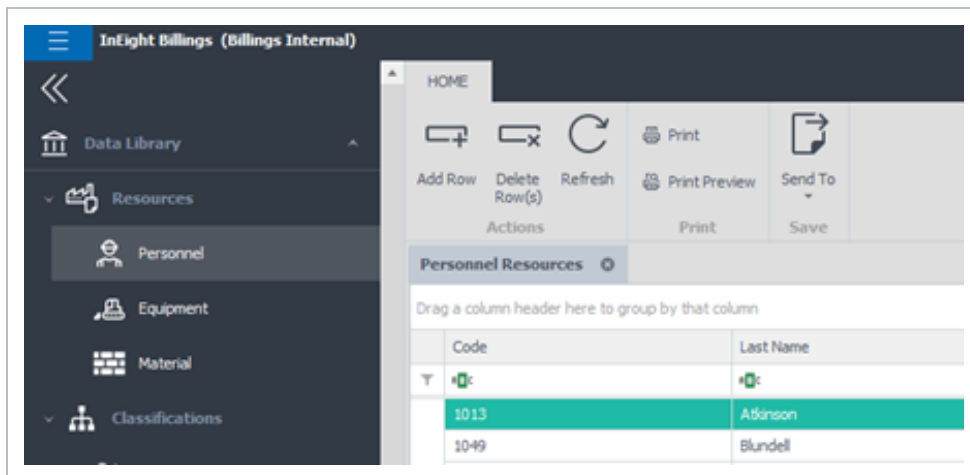 InEight Billings (Billings Internal)
HOME
Data Library
Resources
Personnel
Equipment
Material
Classifications
Add Row
Delete
Row(s)
Refresh
Actions
Print
Print Preview
Print
Send To
Save
Personnel Resources
Drag a column header here to group by that column
Code Last Name
1013 Atkinson
1049 Blundell